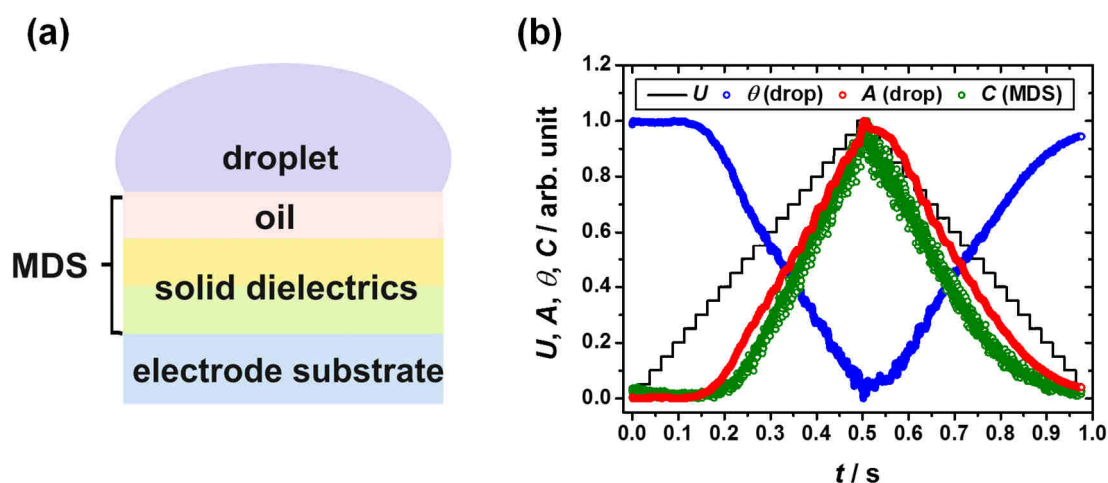 (a)
droplet
oil
MDS
solid dielectrics
electrode substrate
(b)
U, A, θ, C / arb. unit
1.2
1.0
0.8
0.6
0.4
0.2
0.0
U θ (drop) A (drop) C (MDS)
0.0 0.1 0.2 0.3 0.4 0.5 0.6 0.7 0.8 0.9 1.0
t / s